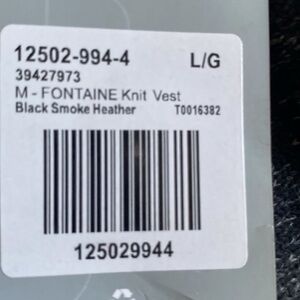 12502-994-4 L/G
39427973
M - FONTAINE Knit Vest
Black Smoke Heather T0016382
125029944